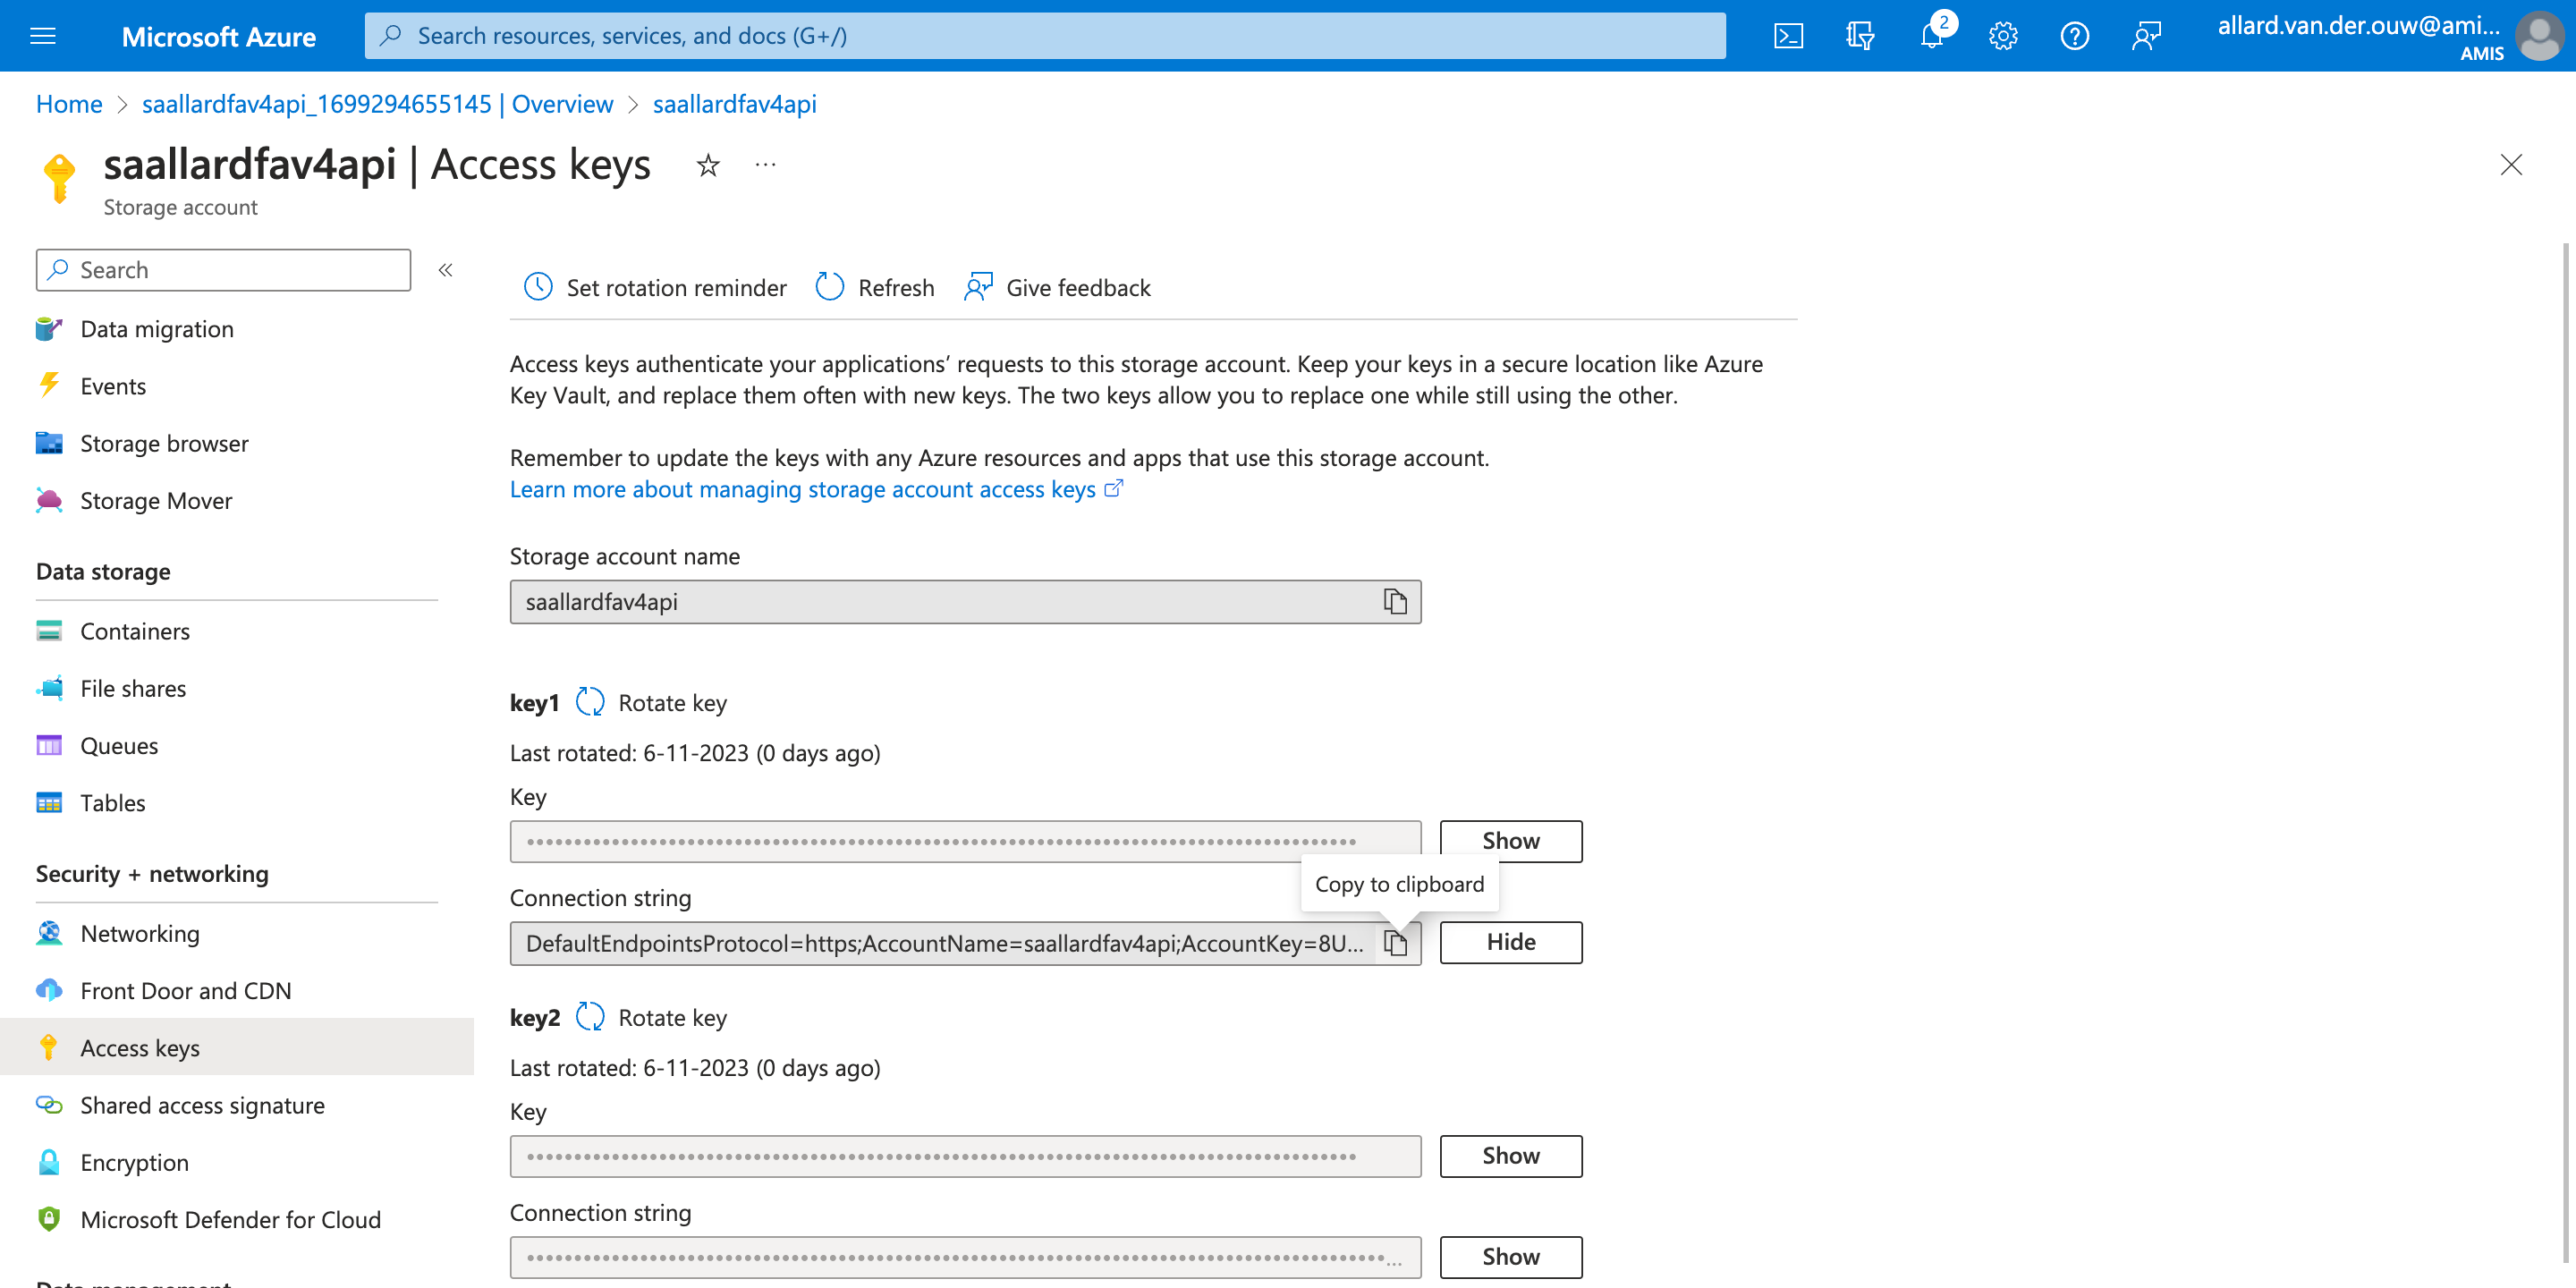 Microsoft Azure
Search resources, services, and docs (G+/)
2
allard.van.der.ouw@ami...
AMIS
Home > saallardfav4api_1699294655145 | Overview > saallardfav4api
saallardfav4api | Access keys
...
Storage account
Search
Data migration
Events
Storage browser
Storage Mover
Data storage
Containers
File shares
Queues
Tables
Security + networking
Networking
Front Door and CDN
Access keys
Shared access signature
Encryption
Microsoft Defender for Cloud
Data management
Set rotation reminder
Refresh
Give feedback
Access keys authenticate your applications’ requests to this storage account. Keep your keys in a secure location like Azure
Key Vault, and replace them often with new keys. The two keys allow you to replace one while still using the other.
Remember to update the keys with any Azure resources and apps that use this storage account.
Learn more about managing storage account access keys
Storage account name
saallardfav4api
key1
Rotate key
Last rotated: 6-11-2023 (0 days ago)
Key
Show
Copy to clipboard
Connection string
DefaultEndpointsProtocol=https;AccountName=saallardfav4api;AccountKey=8U...
Hide
key2
Rotate key
Last rotated: 6-11-2023 (0 days ago)
Key
Show
Connection string
Show